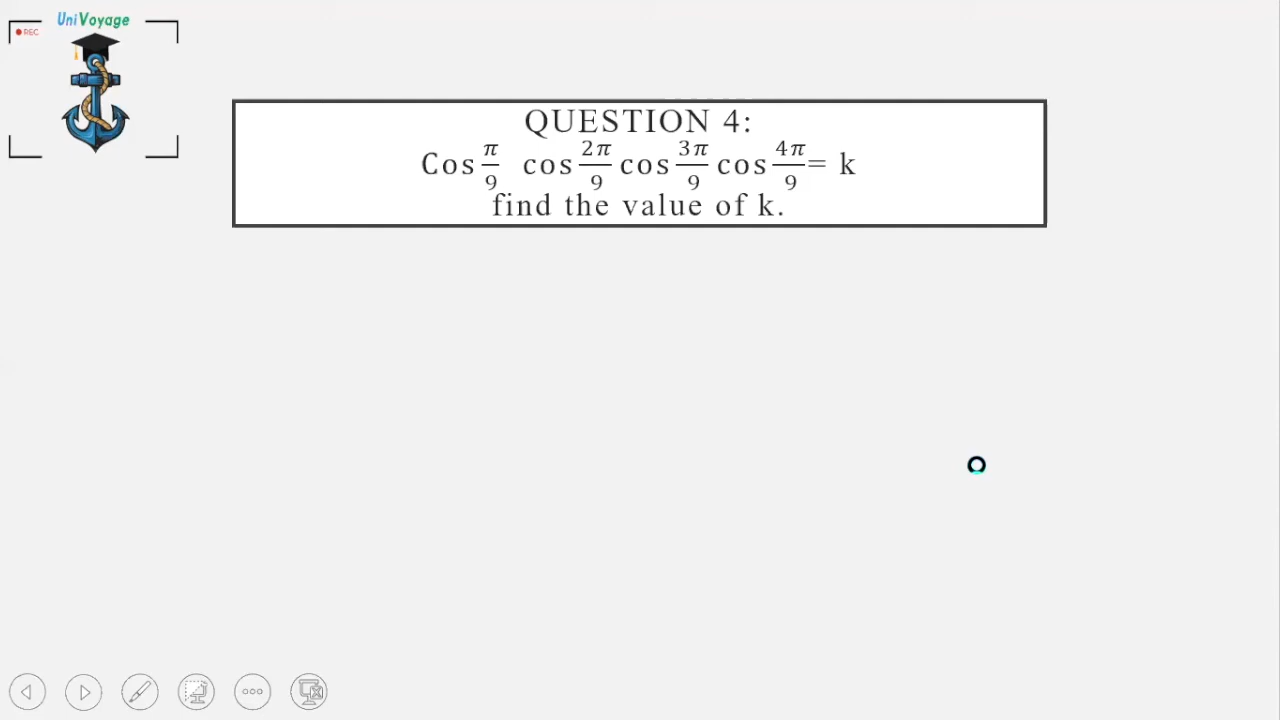 UniVoyage
REC
QUESTION 4:
Cos π/9 cos 2π/9 cos 3π/9 cos 4π/9 = k
find the value of k.